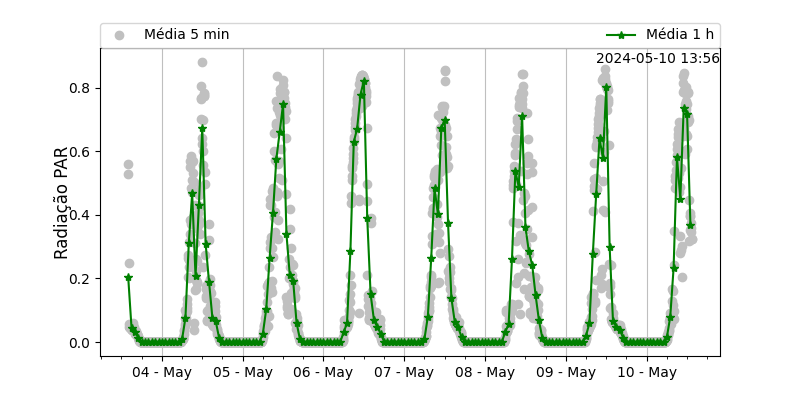 Média 5 min
Média 1 h
2024-05-10 13:56
Radiação PAR
0.8
0.6
0.4
0.2
0.0
04 - May
05 - May
06 - May
07 - May
08 - May
09 - May
10 - May